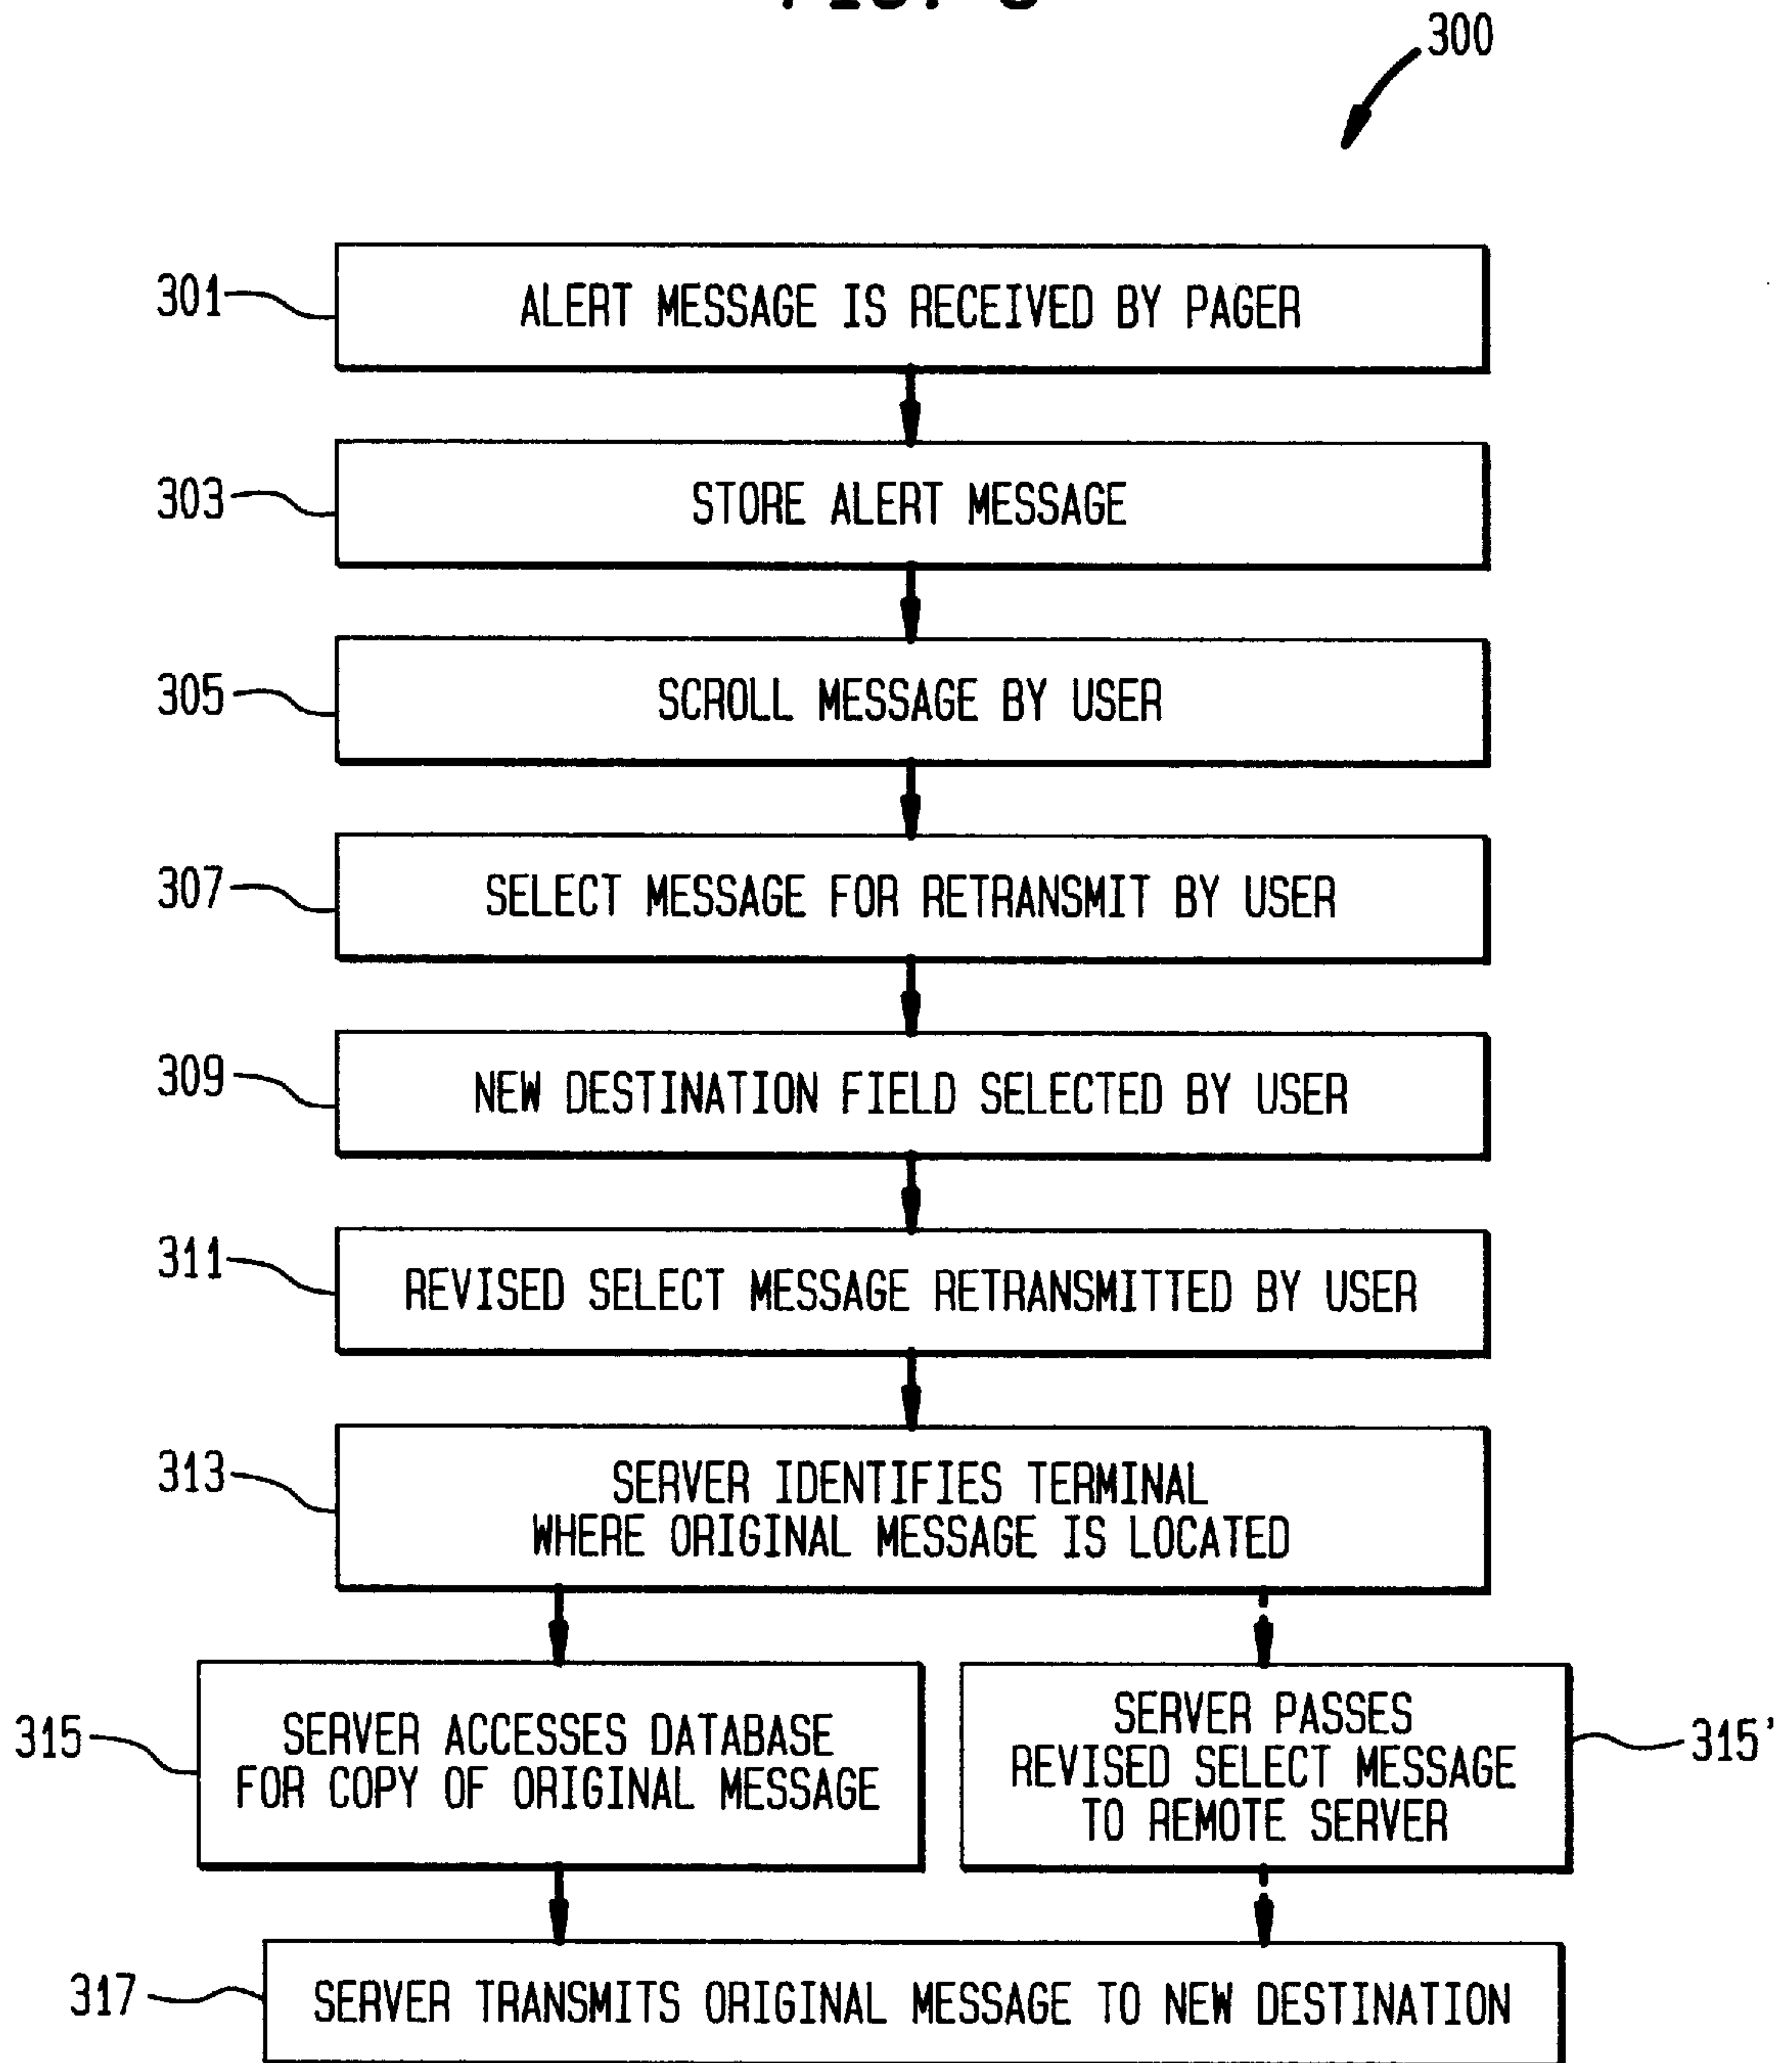 300
301
ALERT MESSAGE IS RECEIVED BY PAGER
303
STORE ALERT MESSAGE
305
SCROLL MESSAGE BY USER
307
SELECT MESSAGE FOR RETRANSMIT BY USER
309
NEW DESTINATION FIELD SELECTED BY USER
311
REVISED SELECT MESSAGE RETRANSMITTED BY USER
313
SERVER IDENTIFIES TERMINAL
WHERE ORIGINAL MESSAGE IS LOCATED
315
SERVER ACCESSES DATABASE
FOR COPY OF ORIGINAL MESSAGE
SERVER PASSES
REVISED SELECT MESSAGE
TO REMOTE SERVER
315'
317
SERVER TRANSMITS ORIGINAL MESSAGE TO NEW DESTINATION